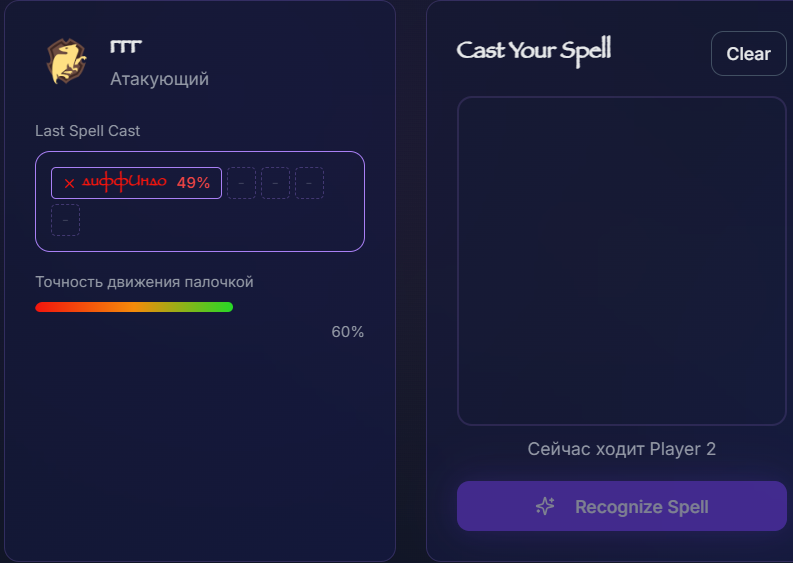 ггг
Атакующий
Last Spell Cast
× диффИндо 49% - - -
-
Точность движения палочкой
60%
Cast Your Spell
Clear
Сейчас ходит Player 2
Recognize Spell